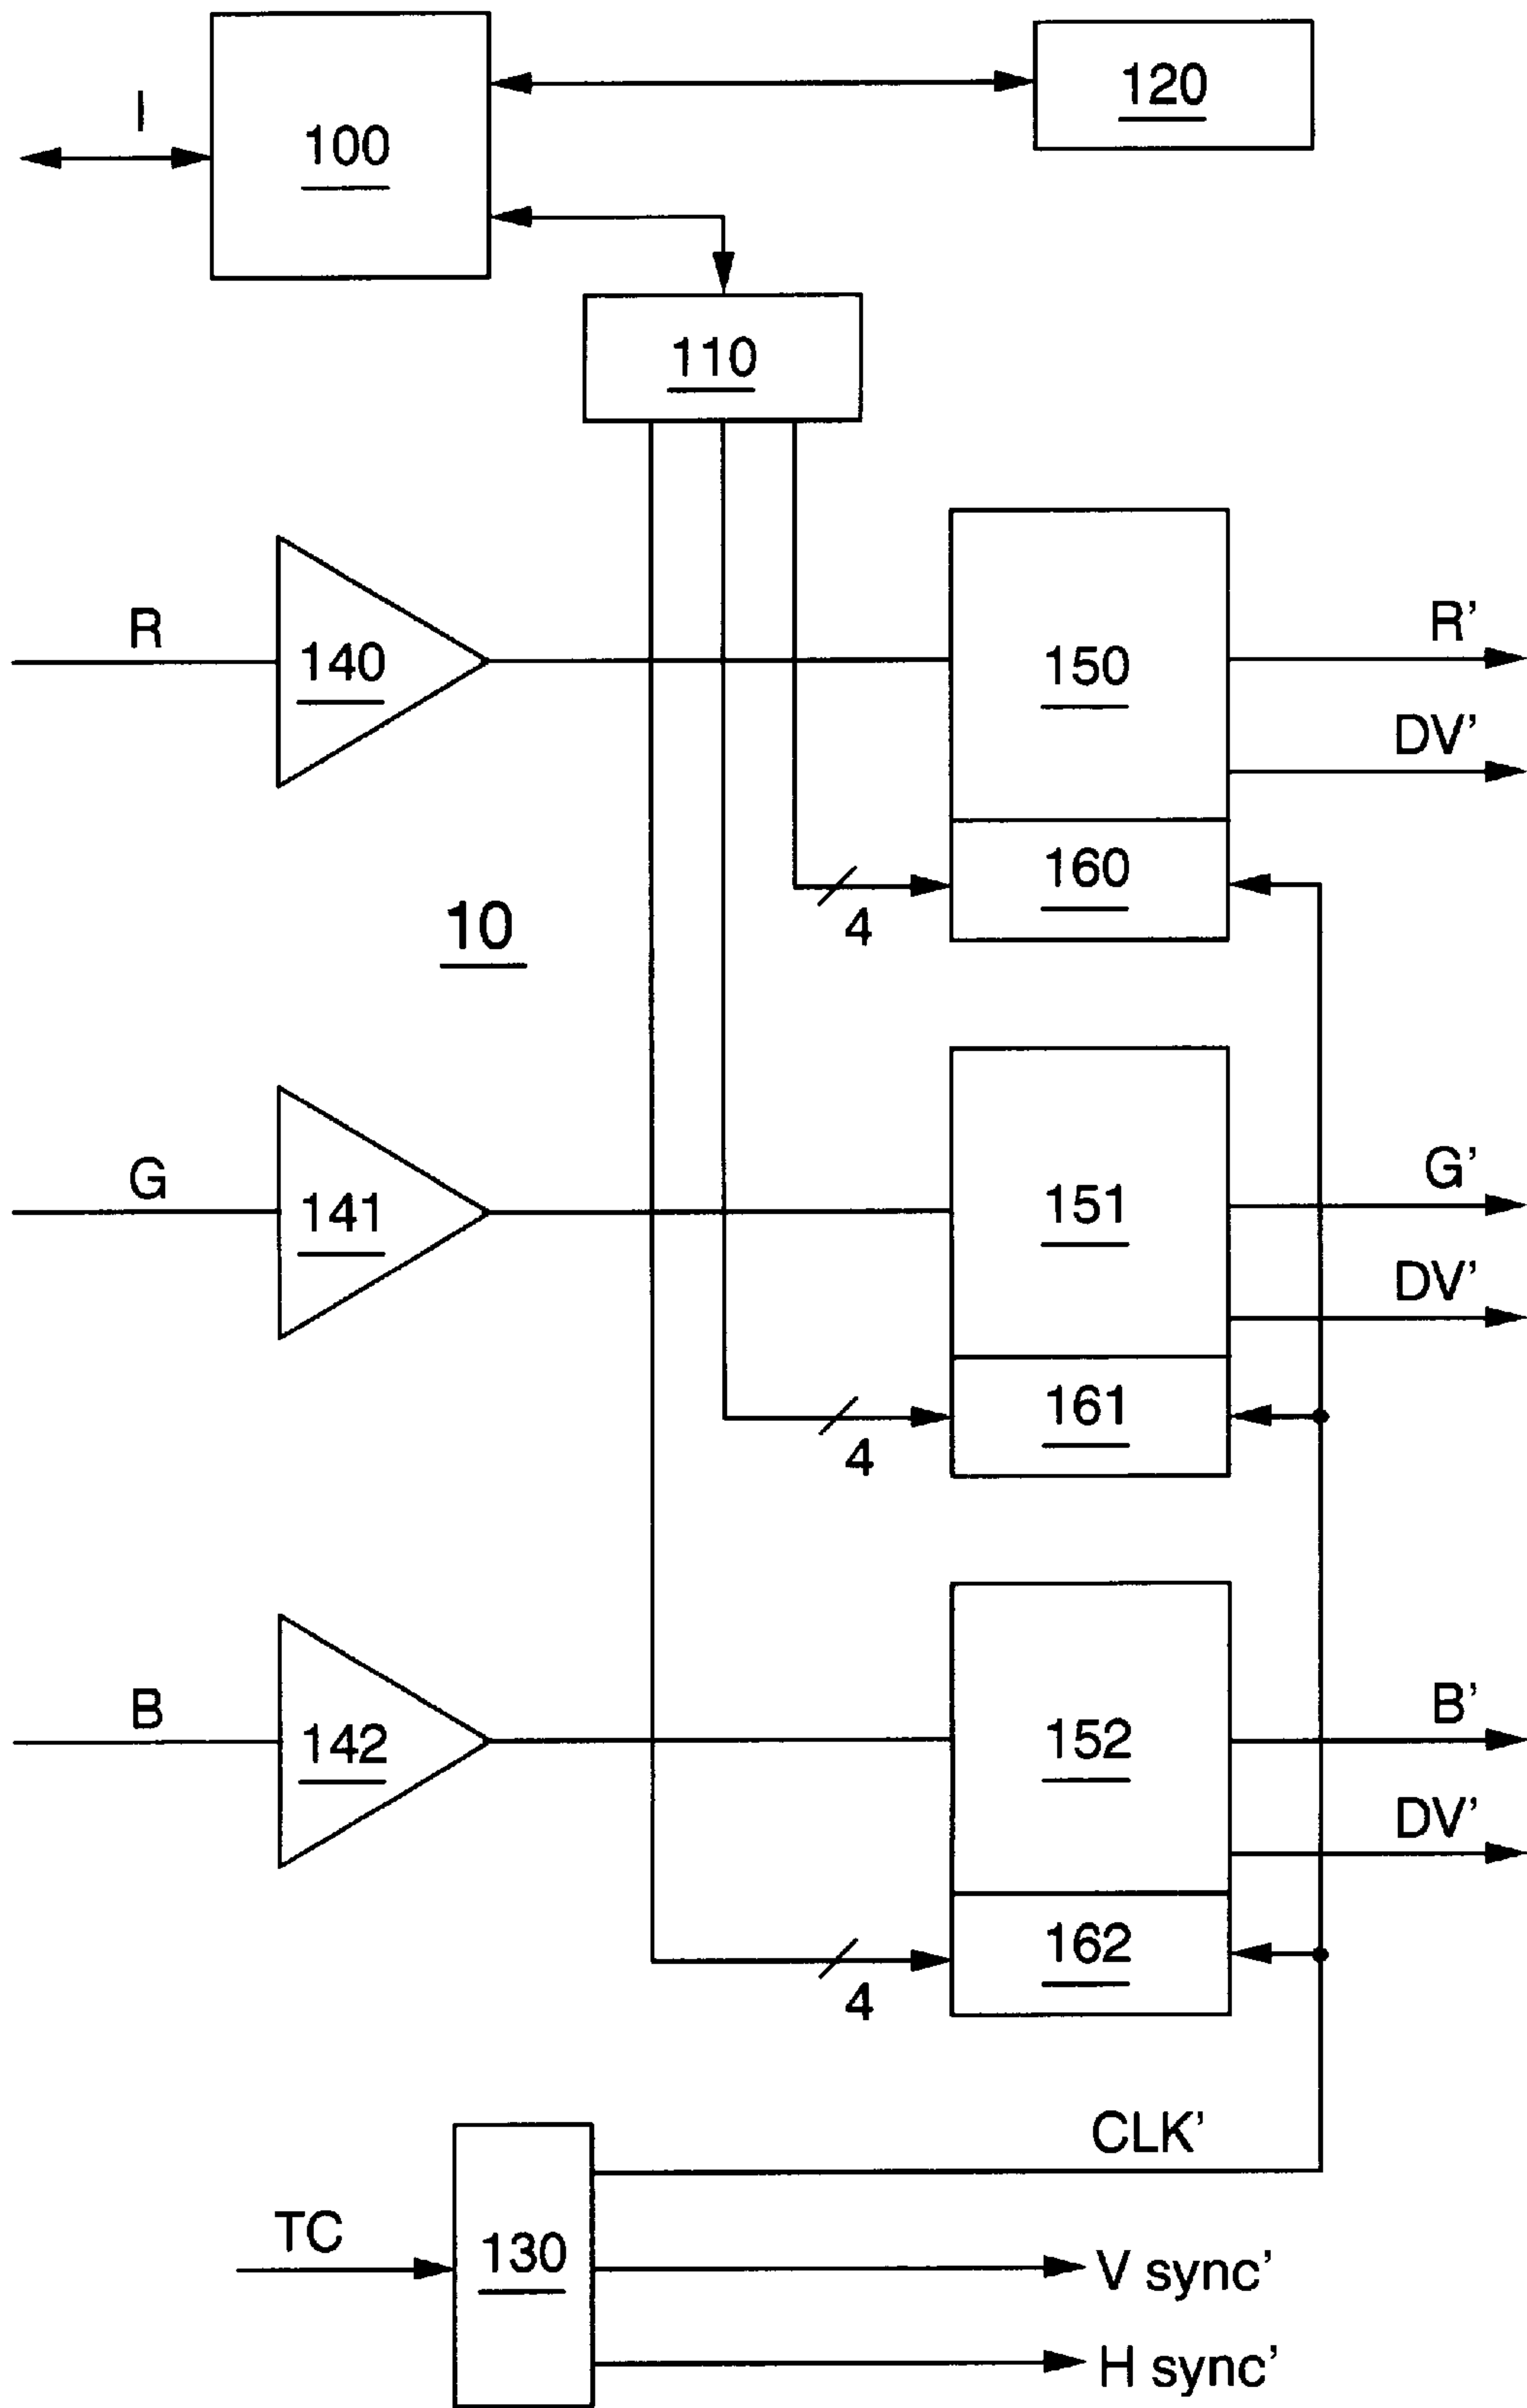 I
100
120
110
R
140
150
R’
DV’
160
4
10
G
141
151
G’
DV’
161
4
B
142
152
B’
DV’
162
4
CLK’
TC
130
V sync’
H sync’